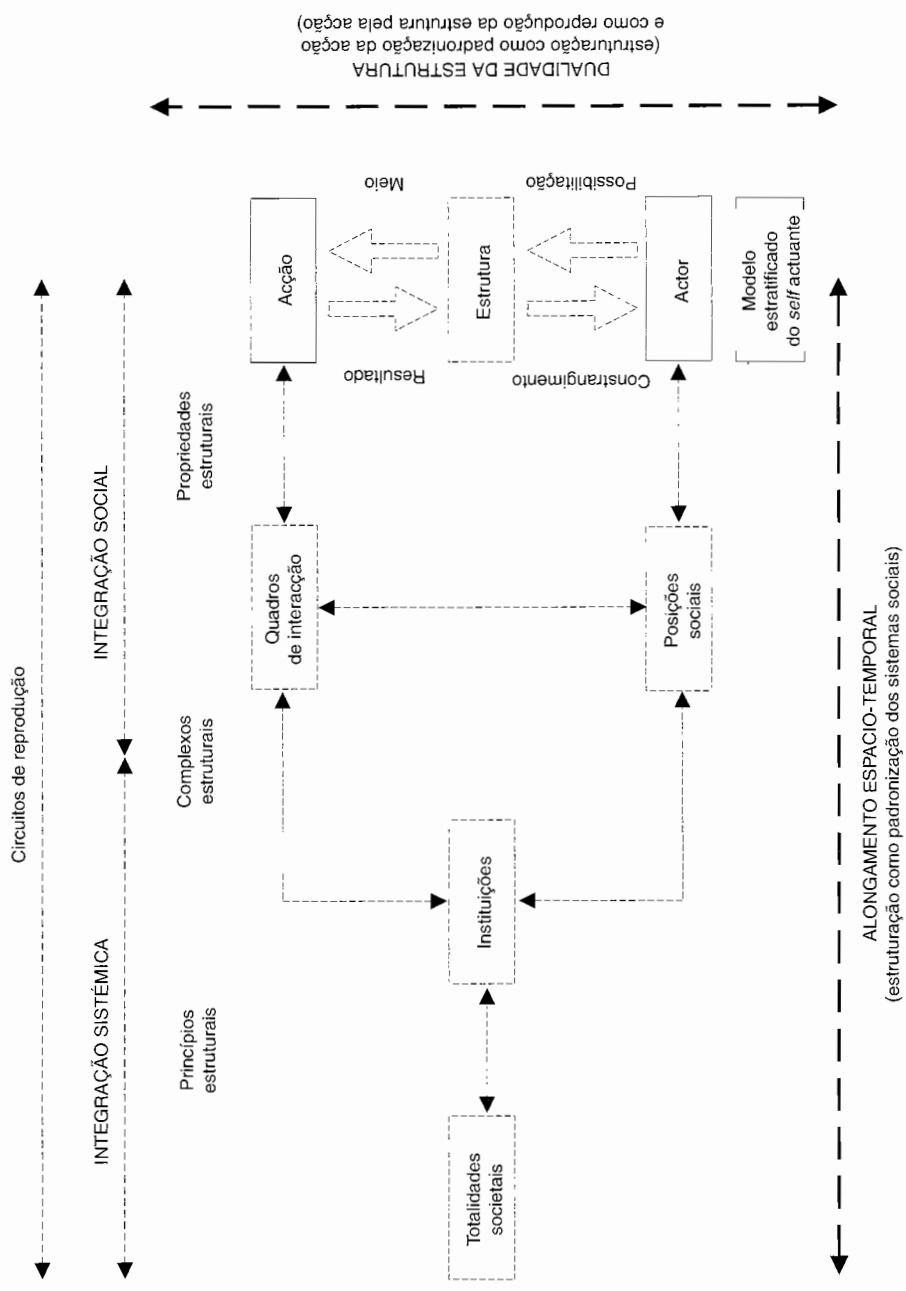 Circuitos de reprodução
INTEGRAÇÃO SISTÉMICA
INTEGRAÇÃO SOCIAL
Princípios
estruturais
Complexos
estruturais
Propriedades
estruturais
Totalidades
societais
Instituições
Quadros
de interacção
Posições
sociais
Acção
Resultado
Meio
Estrutura
Constrangimento
Possibilitação
Actor
Modelo
estratificado
do self actuante
DUALIDADE DA ESTRUTURA
(estruturação como padronização da acção
e como reprodução da estrutura pela acção)
ALONGAMENTO ESPACIO-TEMPORAL
(estruturação como padronização dos sistemas sociais)